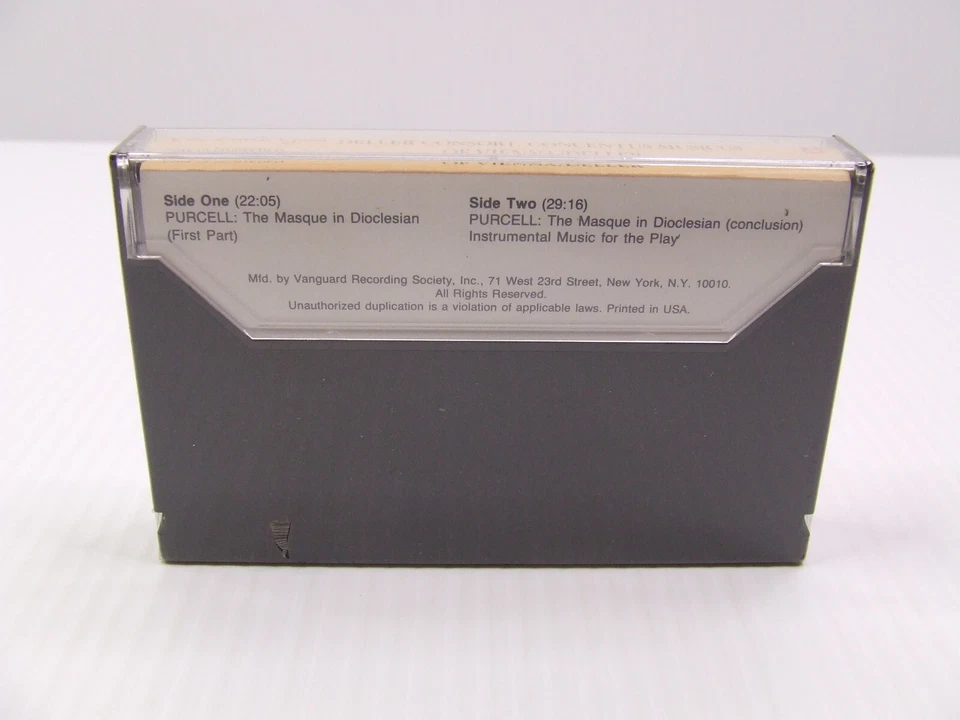 Side One (22:05)
PURCELL: The Masque in Dioclesian
(First Part)
Side Two (29:16)
PURCELL: The Masque in Dioclesian (conclusion)
Instrumental Music for the Play
Mfd. by Vanguard Recording Society, Inc., 71 West 23rd Street, New York, N.Y. 10010.
All Rights Reserved.
Unauthorized duplication is a violation of applicable laws. Printed in USA.